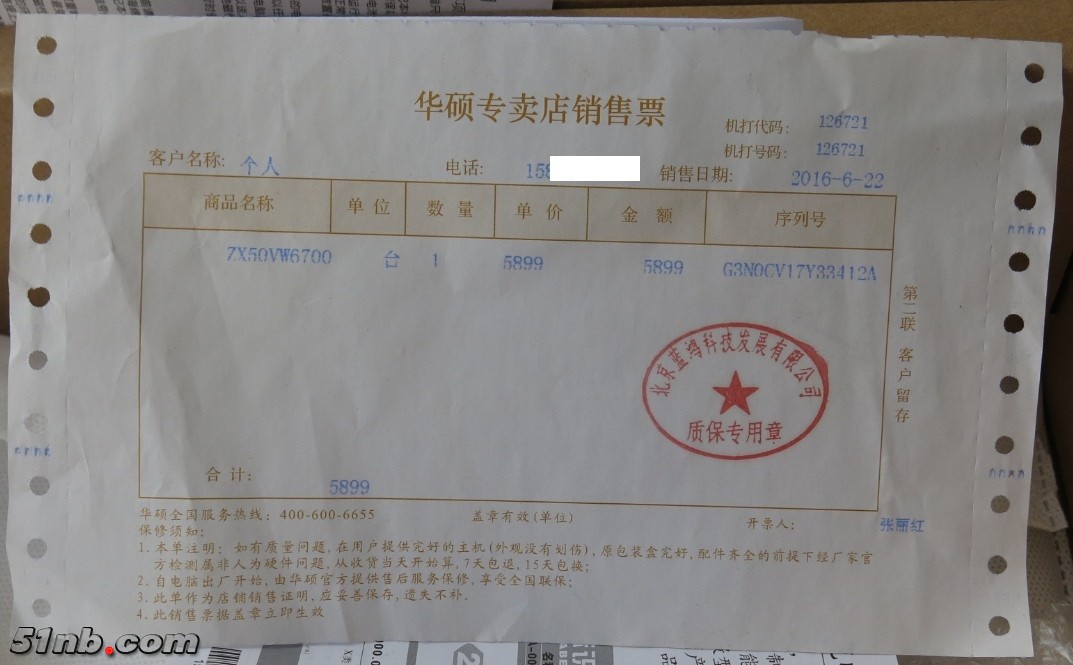 华硕专卖店销售票
机打代码: 126721
机打号码: 126721
客户名称: 个人 电话: 158 销售日期: 2016-6-22
商品名称 单位 数量 单价 金额 序列号
ZX50VW6700 台 1 5899 5899 G3N0CV17Y33412A
第二联 客户留存
北京蓝鸿科技发展有限公司
质保专用章
合计: 5899
华硕全国服务热线: 400-600-6655 盖章有效(单位) 开票人: 张丽红
保修须知:
1. 本单注明: 如有质量问题, 在用户提供完好的主机(外观没有划伤), 原包装盒完好, 配件齐全的前提下经厂家官
方检测属非人为硬件问题, 从收货当天开始算, 7天包退, 15天包换;
2. 自电脑出厂开始, 由华硕官方提供售后服务保修, 享受全国联保;
3. 此单作为店铺销售证明, 应妥善保存, 遗失不补.
4. 此销售票据盖章立即生效
51nb.com